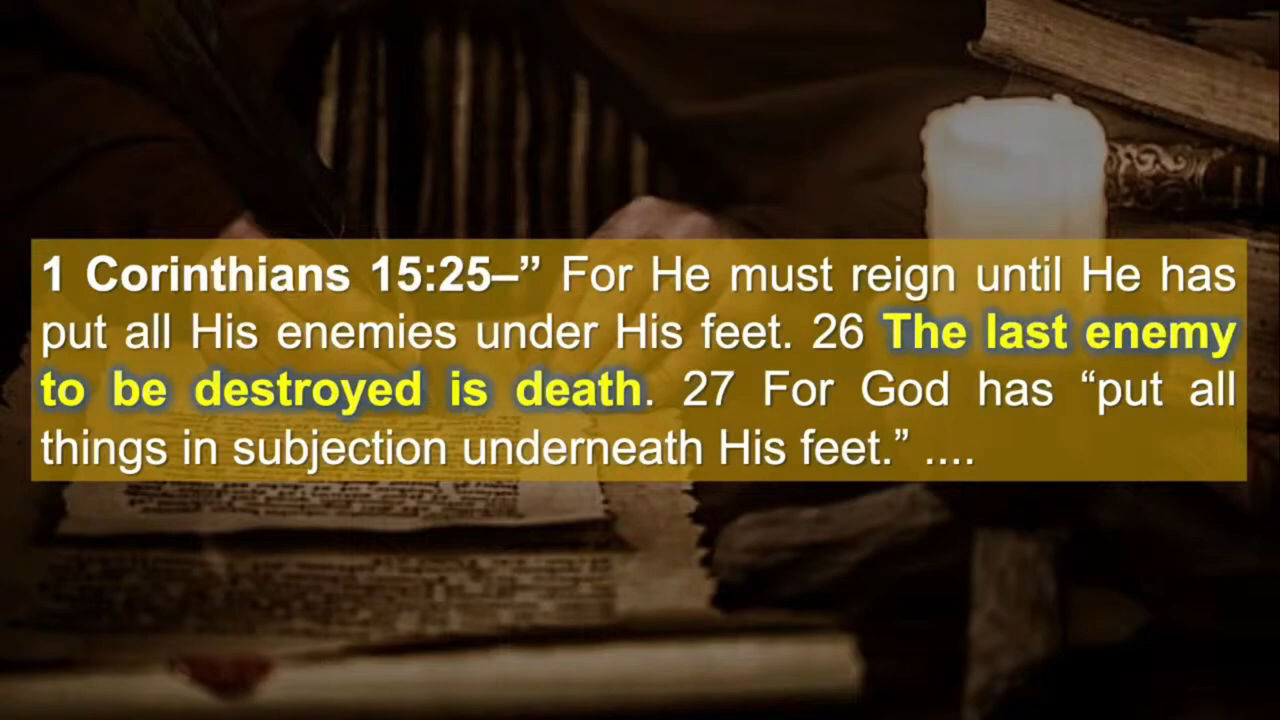 1 Corinthians 15:25–” For He must reign until He has
put all His enemies under His feet. 26 The last enemy
to be destroyed is death. 27 For God has “put all
things in subjection underneath His feet.” ....